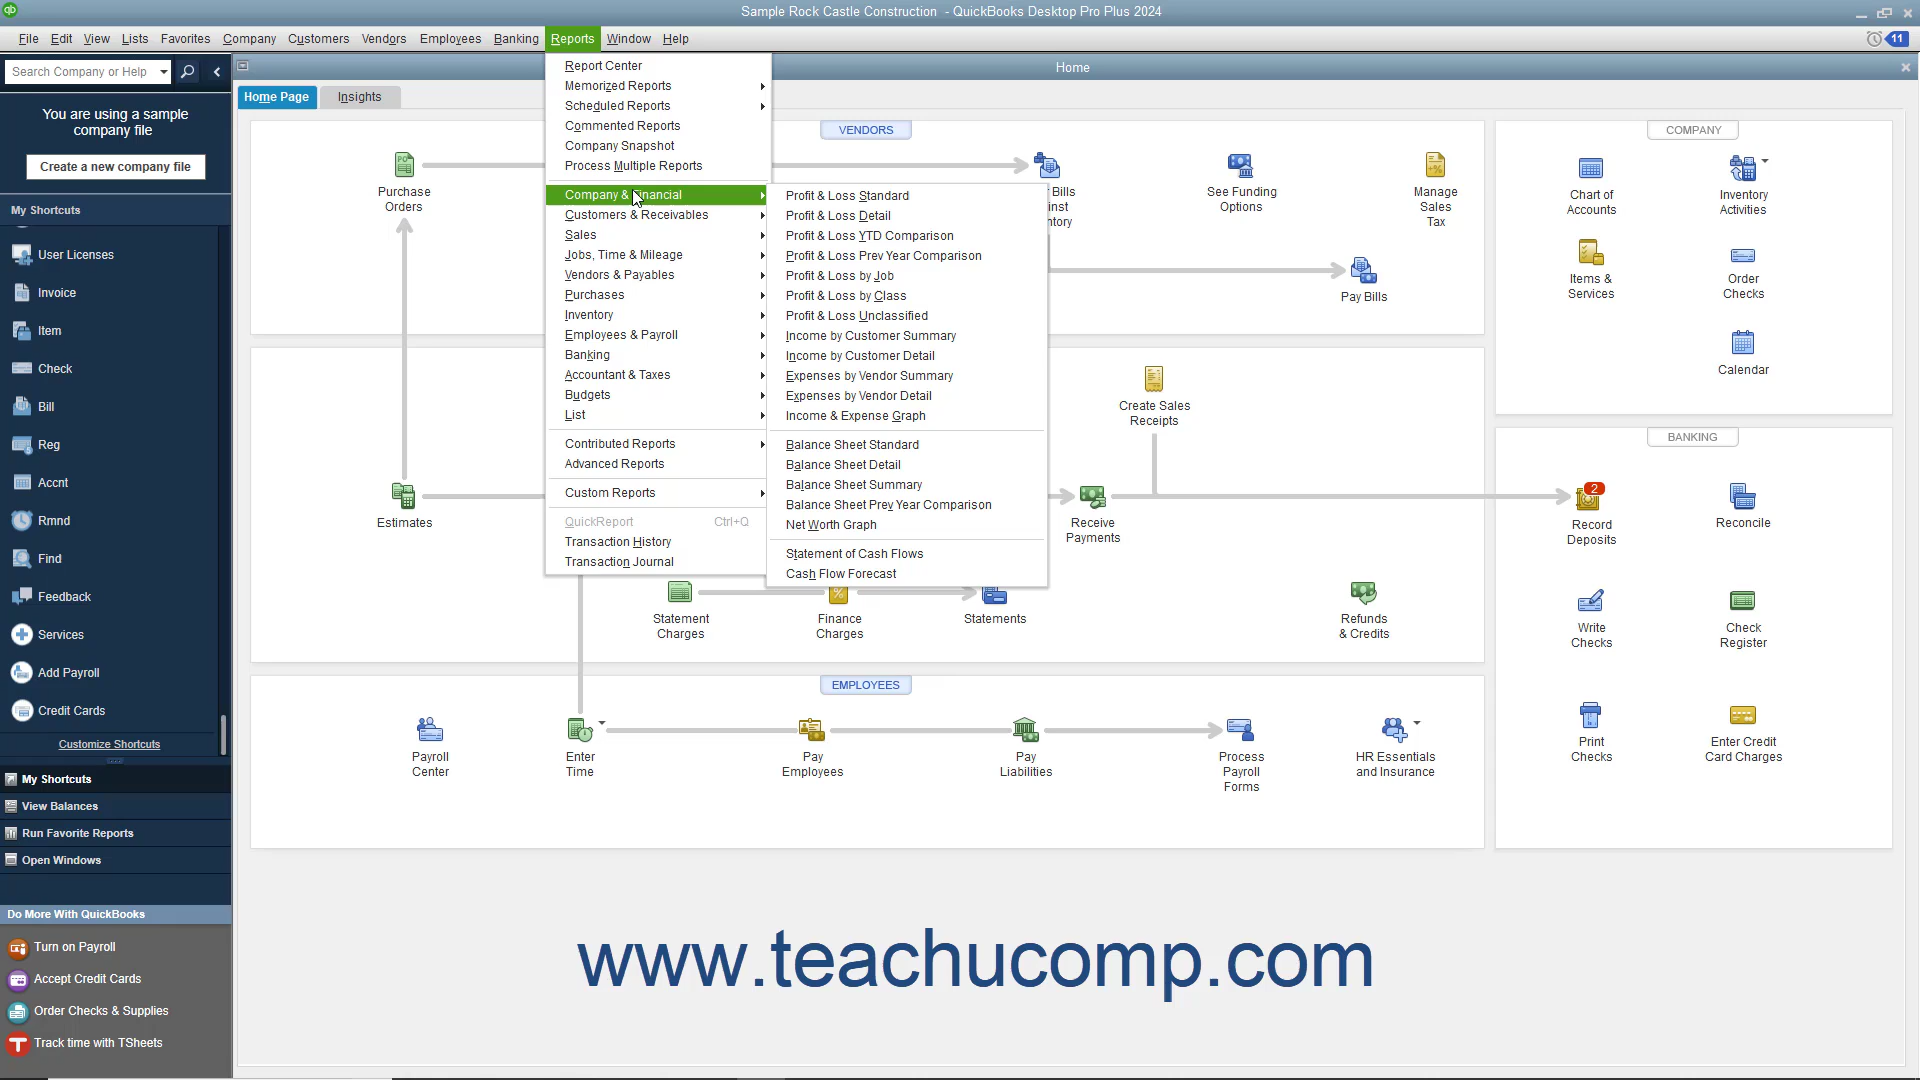 Sample Rock Castle Construction - QuickBooks Desktop Pro Plus 2024
File Edit View Lists Favorites Company Customers Vendors Employees Banking Reports Window Help
11
Search Company or Help
Home
You are using a sample
company file
Create a new company file
My Shortcuts
User Licenses
Invoice
Item
Check
Bill
Reg
Accnt
Rmnd
Find
Feedback
Services
Add Payroll
Credit Cards
Customize Shortcuts
My Shortcuts
View Balances
Run Favorite Reports
Open Windows
Do More With QuickBooks
Turn on Payroll
Accept Credit Cards
Order Checks & Supplies
Track time with TSheets
Home Page
Insights
Report Center
Memorized Reports
Scheduled Reports
Commented Reports
Company Snapshot
Process Multiple Reports
Company & Financial
Customers & Receivables
Sales
Jobs, Time & Mileage
Vendors & Payables
Purchases
Inventory
Employees & Payroll
Banking
Accountant & Taxes
Budgets
List
Contributed Reports
Advanced Reports
Custom Reports
QuickReport Ctrl+Q
Transaction History
Transaction Journal
Profit & Loss Standard
Profit & Loss Detail
Profit & Loss YTD Comparison
Profit & Loss Prev Year Comparison
Profit & Loss by Job
Profit & Loss by Class
Profit & Loss Unclassified
Income by Customer Summary
Income by Customer Detail
Expenses by Vendor Summary
Expenses by Vendor Detail
Income & Expense Graph
Balance Sheet Standard
Balance Sheet Detail
Balance Sheet Summary
Balance Sheet Prev Year Comparison
Net Worth Graph
Statement of Cash Flows
Cash Flow Forecast
VENDORS
Purchase
Orders
Bills
inst
ntory
See Funding
Options
Manage
Sales
Tax
Pay Bills
Estimates
Create Sales
Receipts
Receive
Payments
Statement
Charges
Finance
Charges
Statements
Refunds
& Credits
EMPLOYEES
Payroll
Center
Enter
Time
Pay
Employees
Pay
Liabilities
Process
Payroll
Forms
HR Essentials
and Insurance
COMPANY
Chart of
Accounts
Inventory
Activities
Items &
Services
Order
Checks
Calendar
BANKING
2
Record
Deposits
Reconcile
Write
Checks
Check
Register
Print
Checks
Enter Credit
Card Charges
www.teachucomp.com